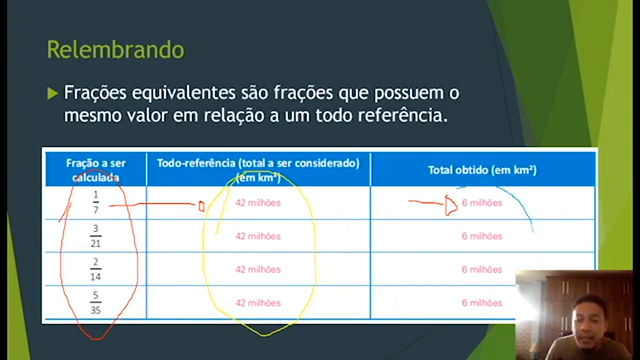 Relembrando
Frações equivalentes são frações que possuem o
mesmo valor em relação a um todo referência.
Fração a ser
calculada
Todo-referência (total a ser considerado)
(em km²)
Total obtido (em km²)
1/7 42 milhões 6 milhões
3/21 42 milhões 6 milhões
2/14 42 milhões 6 milhões
5/35 42 milhões 6 milhões